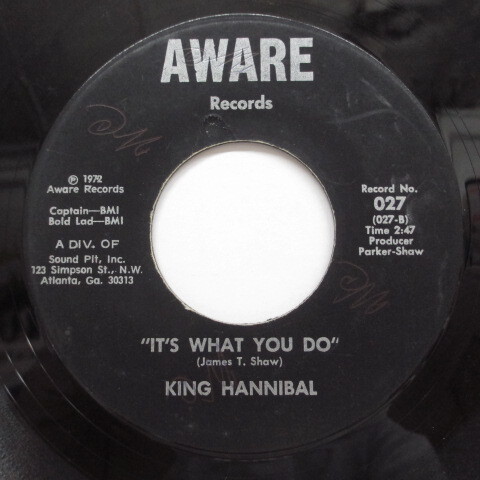 AWARE
Records
℗ 1972
Aware Records
Captain—BMI
Bold Lad—BMI
A DIV. OF
Sound Pit, Inc.
123 Simpson St., N.W.
Atlanta, Ga. 30313
Record No.
027
(027-B)
Time 2:47
Producer
Parker-Shaw
"IT'S WHAT YOU DO"
(James T. Shaw)
KING HANNIBAL